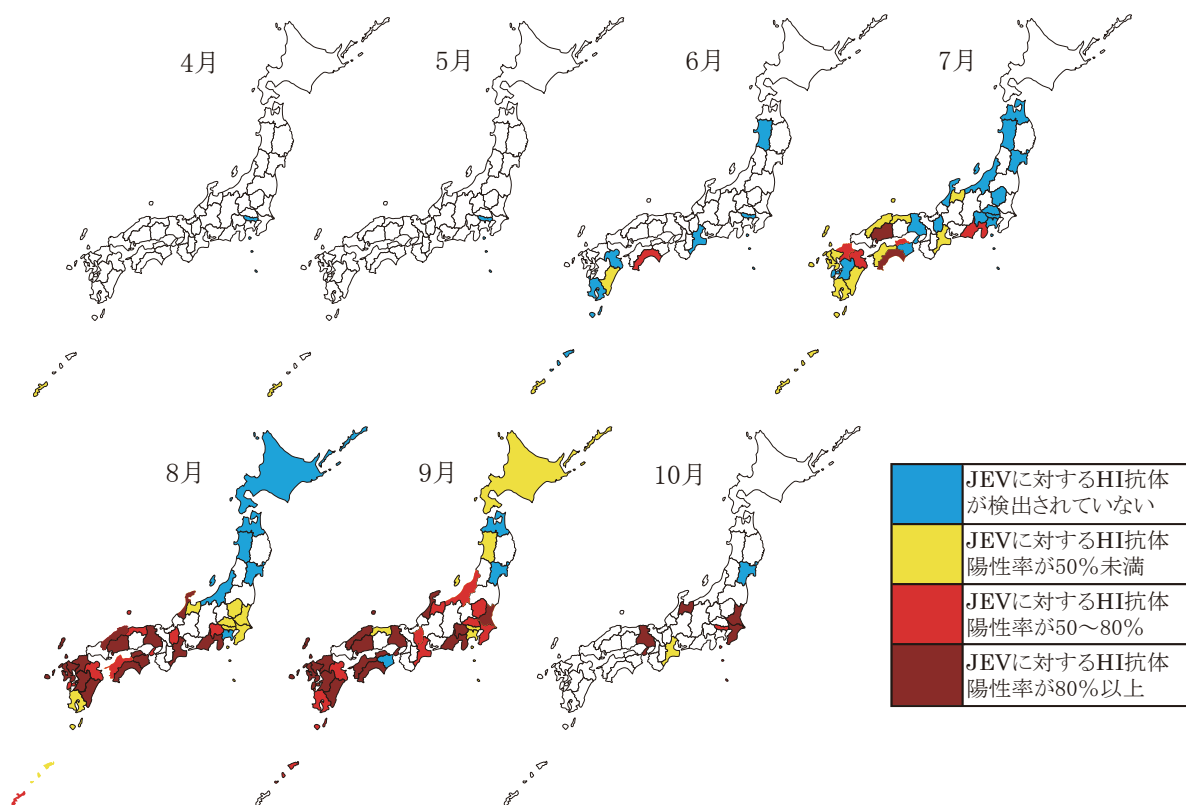 4月
5月
6月
7月
8月
9月
10月
JEVに対するHI抗体
が検出されていない
JEVに対するHI抗体
陽性率が50%未満
JEVに対するHI抗体
陽性率が50~80%
JEVに対するHI抗体
陽性率が80%以上